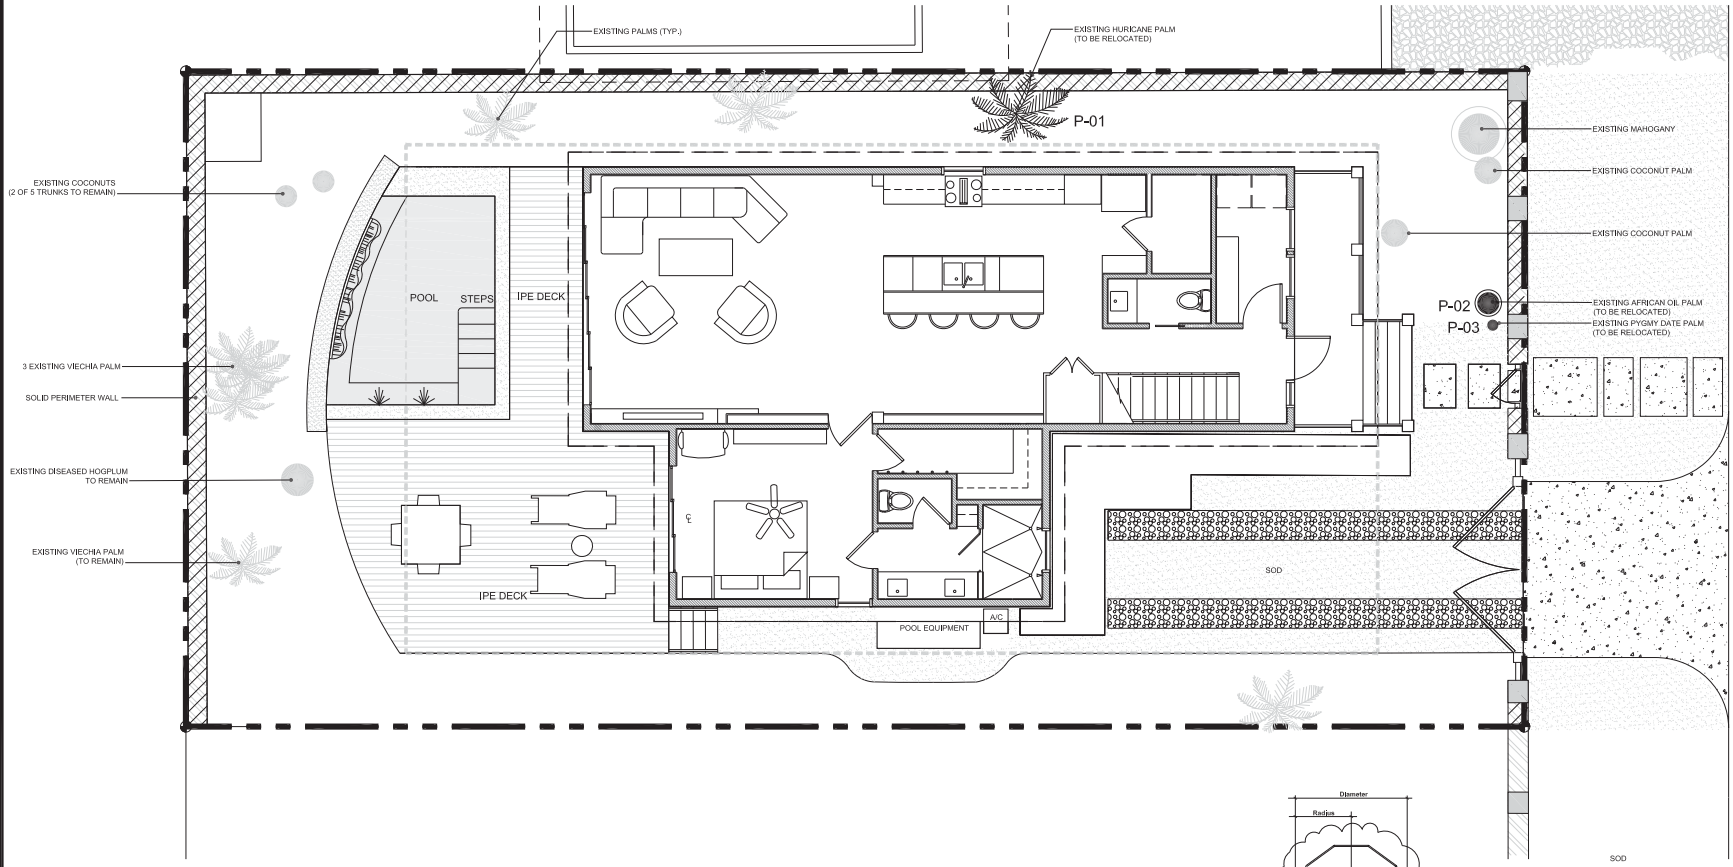 EXISTING PALMS (TYP.)
EXISTING HURICANE PALM
(TO BE RELOCATED)
P-01
EXISTING MAHOGANY
EXISTING COCONUT PALM
EXISTING COCONUTS
(2 OF 5 TRUNKS TO REMAIN)
EXISTING COCONUT PALM
POOL
STEPS
IPE DECK
P-02
EXISTING AFRICAN OIL PALM
(TO BE RELOCATED)
P-03
EXISTING PYGMY DATE PALM
(TO BE RELOCATED)
3 EXISTING VIECHIA PALM
SOLID PERIMETER WALL
EXISTING DISEASED HOGPLUM
TO REMAIN
EXISTING VIECHIA PALM
(TO REMAIN)
SOD
IPE DECK
A/C
POOL EQUIPMENT
Diameter
Radius
SOD